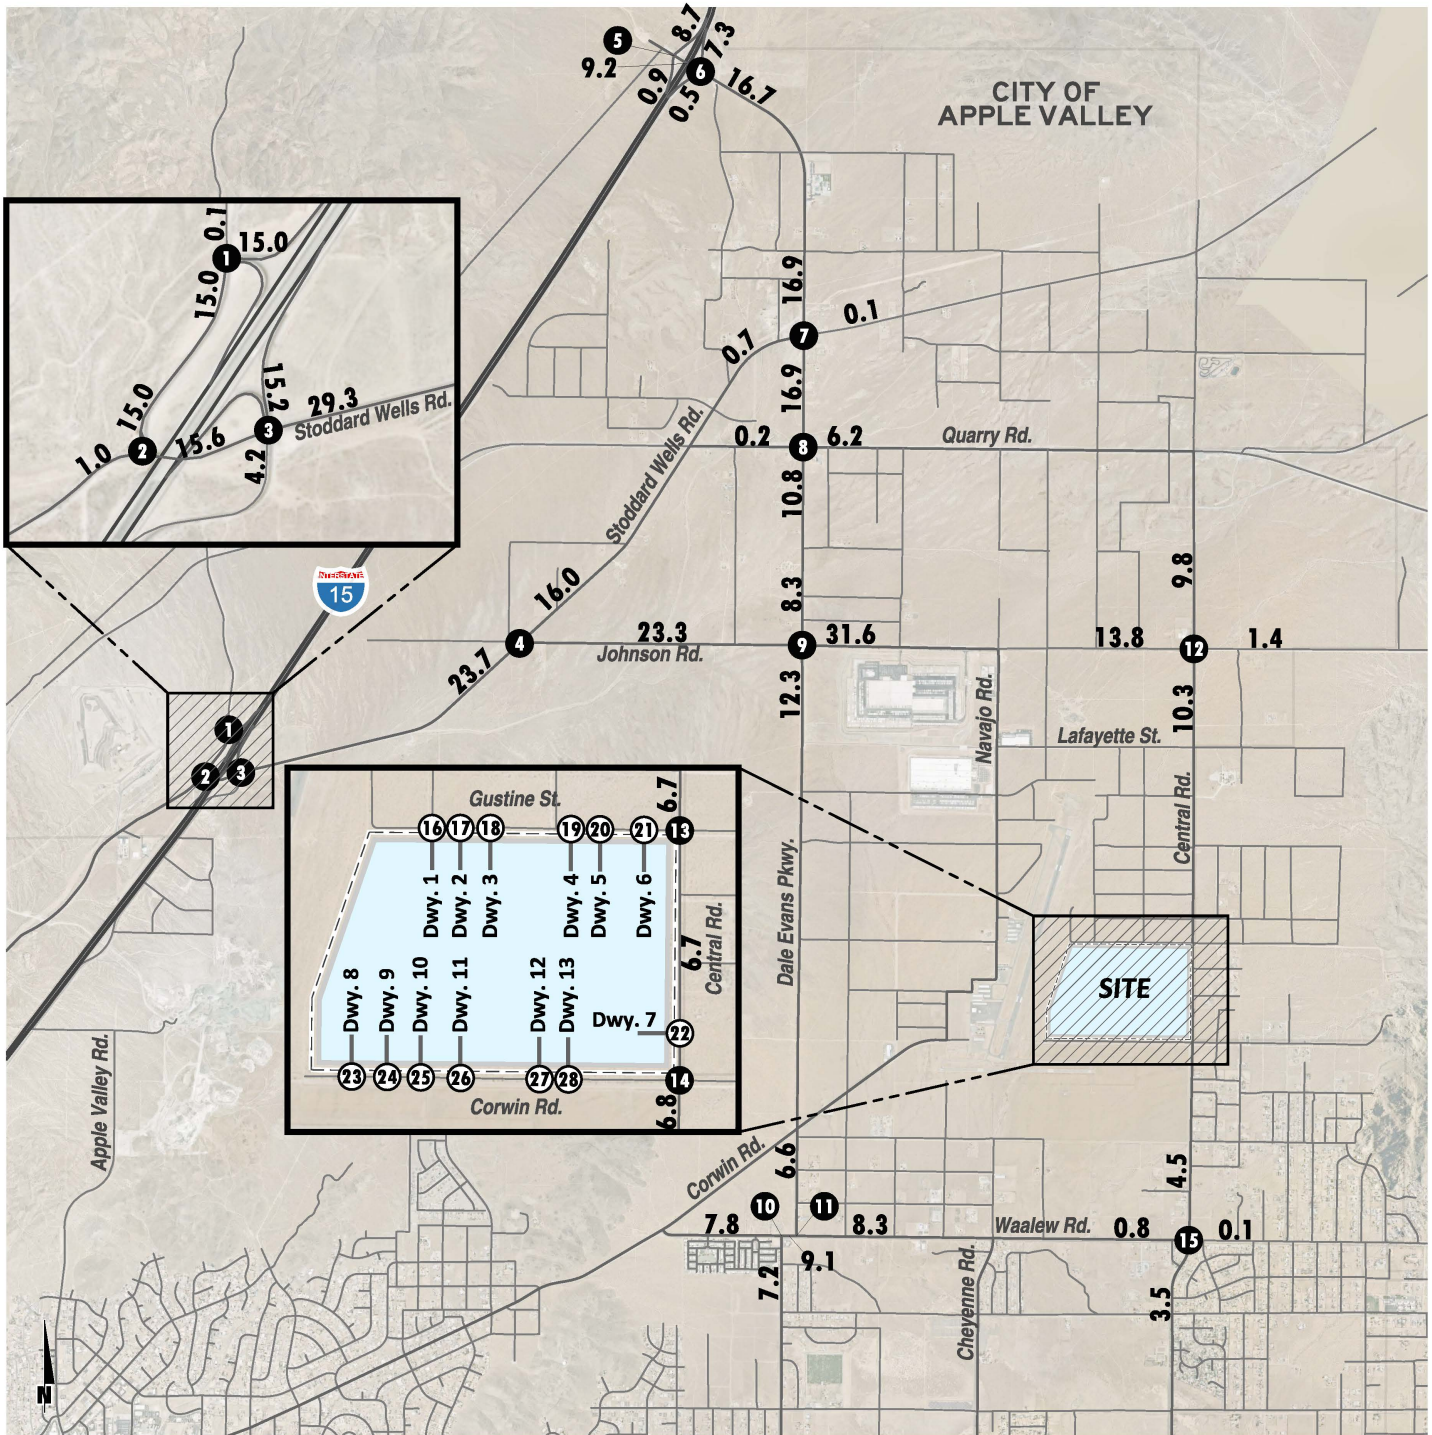 5
8.7
7.3
9.2
6
0.9
0.5
16.7
CITY OF
APPLE VALLEY
0.1
15.0
1
15.0
15.0
15.2
29.3
Stoddard Wells Rd.
3
15.6
2
1.0
4.2
16.9
0.1
7
0.7
16.9
Stoddard Wells Rd.
0.2
8
6.2
Quarry Rd.
10.8
INTERSTATE
15
16.0
8.3
9.8
4
23.3
Johnson Rd.
9
31.6
13.8
12
1.4
23.7
12.3
10.3
Navajo Rd.
Lafayette St.
1
2
3
Central Rd.
Dale Evans Pkwy.
Gustine St.
6.7
16
17
18
19
20
21
13
Dwy. 1
Dwy. 2
Dwy. 3
Dwy. 4
Dwy. 5
Dwy. 6
6.7
Central Rd.
Dwy. 8
Dwy. 9
Dwy. 10
Dwy. 11
Dwy. 12
Dwy. 13
Dwy. 7
22
23
24
25
26
27
28
14
Corwin Rd.
6.8
SITE
Apple Valley Rd.
Corwin Rd.
6.6
4.5
10
11
7.8
8.3
Waalew Rd.
0.8
15
0.1
9.1
7.2
Cheyenne Rd.
3.5
N